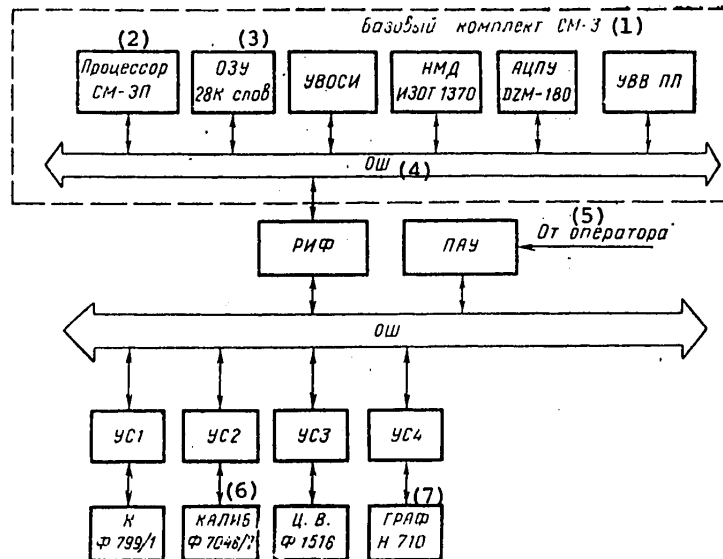 Базовый комплект СМ-3 (1)
(2)
Процессор
СМ-3П
(3)
ОЗУ
28К слов
УВОСИ
НМД
ИЗОТ 1370
АЦПУ
DZM-180
УВВ ПЛ
ОШ (4)
РИФ
ПАУ
(5)
От оператора
ОШ
УС1
УС2
УС3
УС4
К
Ф 799/1
(6)
КАЛИБ
Ф 7046/
Ц. В.
Ф 1516
(7)
ГРАФ
Н 710